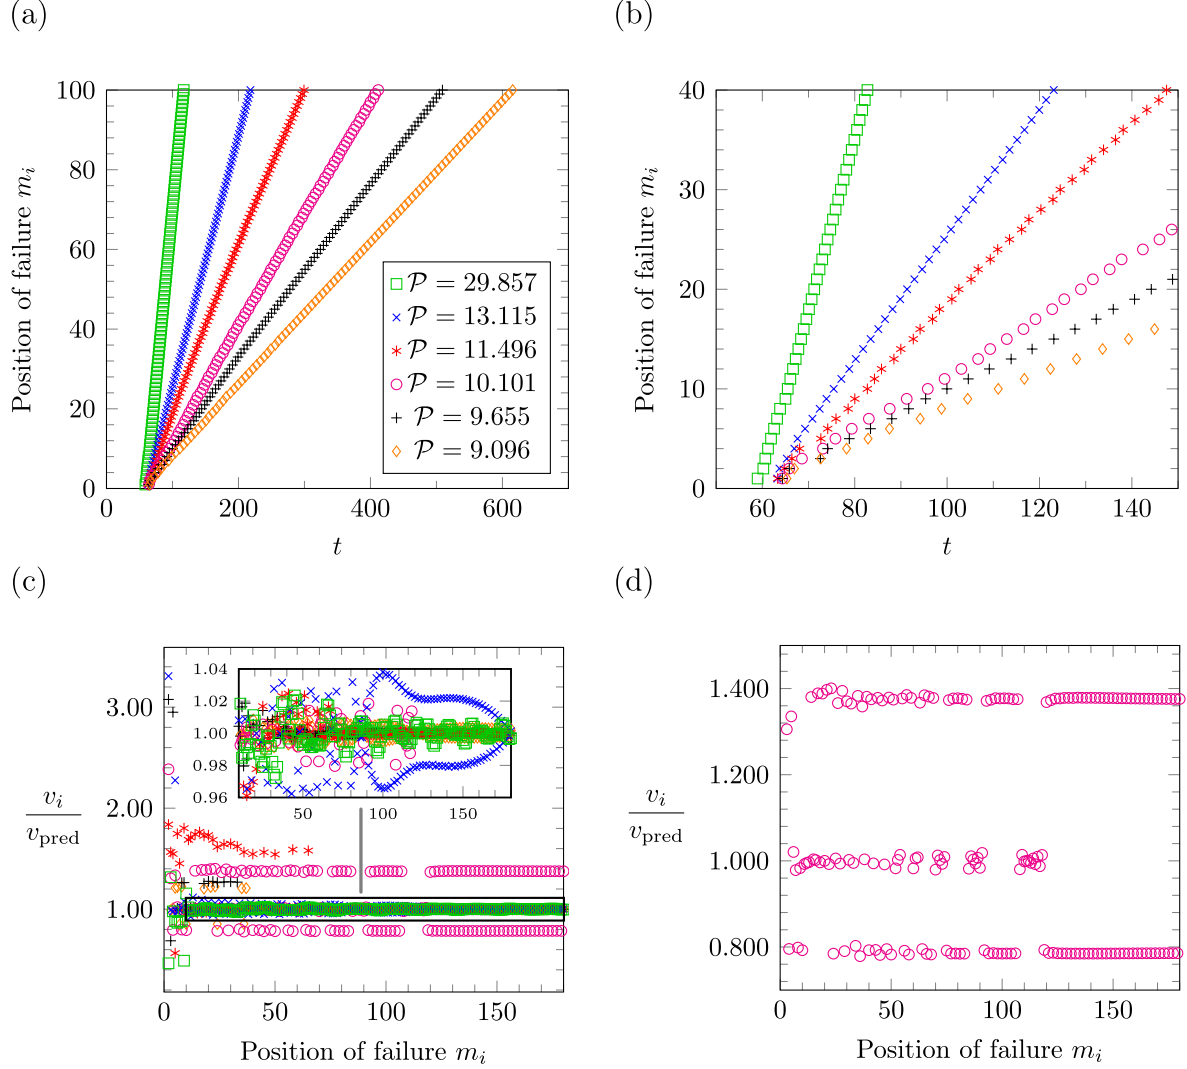 (a)
Position of failure m_i
100
80
60
40
20
0
0 200 400 600
t
𝒫 = 29.857
𝒫 = 13.115
𝒫 = 11.496
𝒫 = 10.101
𝒫 = 9.655
𝒫 = 9.096
(b)
Position of failure m_i
40
30
20
10
0
60 80 100 120 140
t
(c)
v_i
v_pred
3.00
2.00
1.00
0 50 100 150
Position of failure m_i
1.04
1.02
1.00
0.98
0.96
50 100 150
(d)
v_i
v_pred
1.400
1.200
1.000
0.800
0 50 100 150
Position of failure m_i